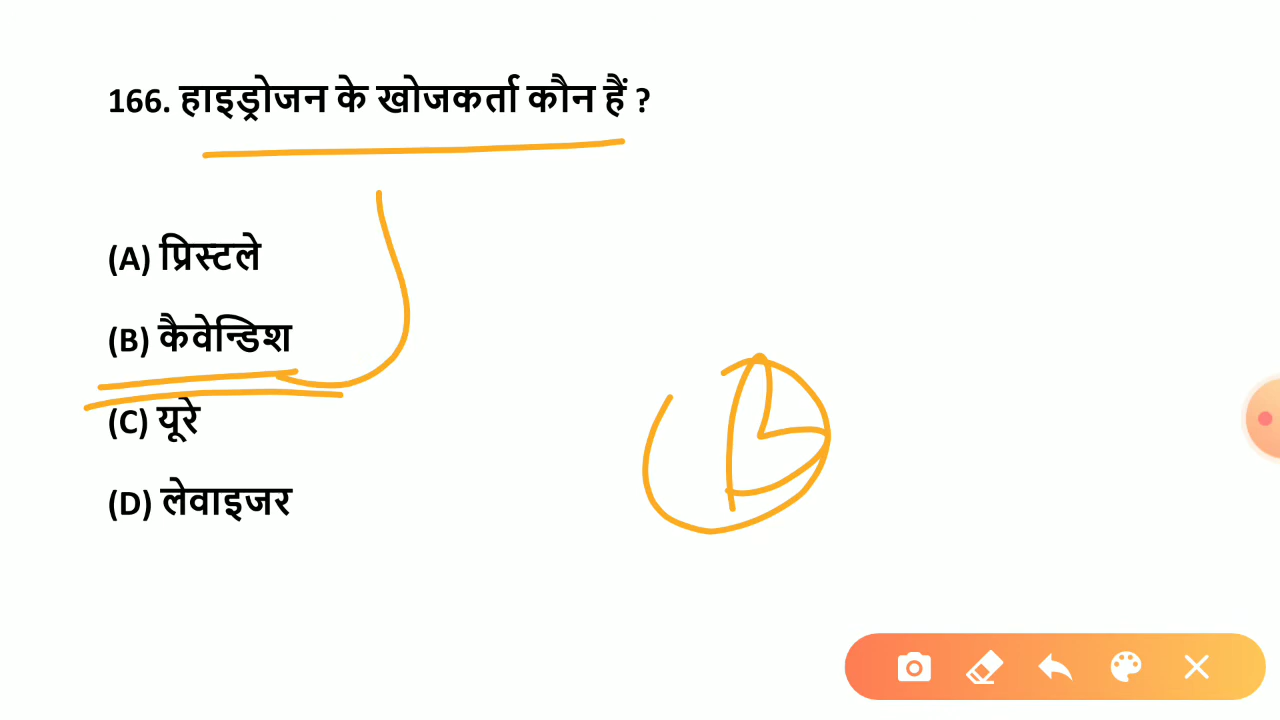 166. हाइड्रोजन के खोजकर्ता कौन हैं ?
(A) प्रिस्टले
(B) कैवेन्डिश
(C) यूरे
(D) लेवाइजर
B